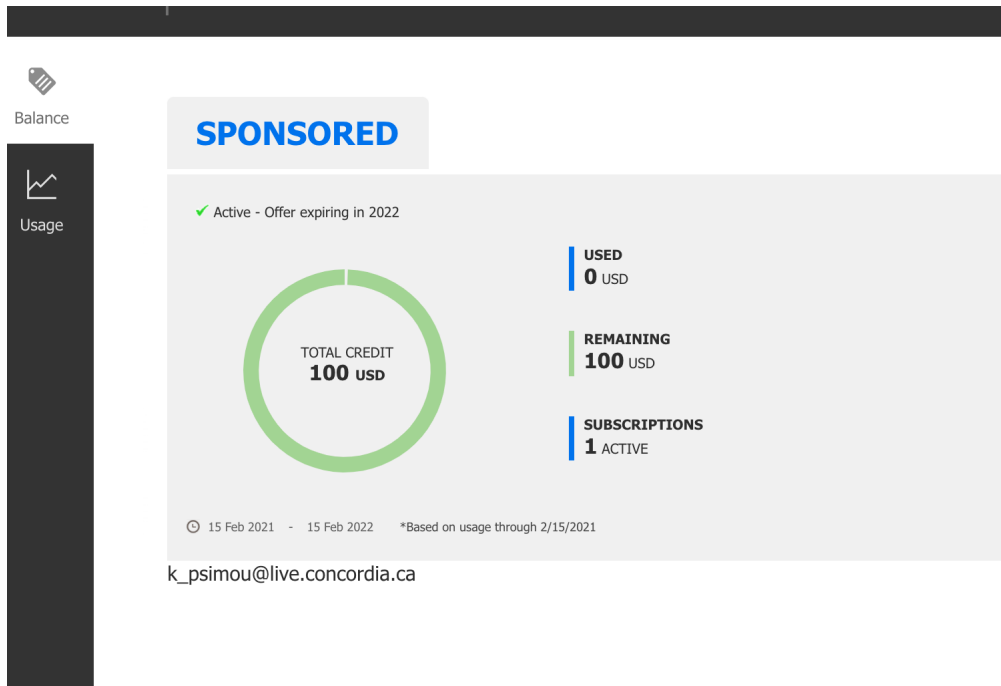 Balance
Usage
SPONSORED
Active - Offer expiring in 2022
TOTAL CREDIT
100 USD
USED
0 USD
REMAINING
100 USD
SUBSCRIPTIONS
1 ACTIVE
15 Feb 2021 - 15 Feb 2022 *Based on usage through 2/15/2021
k_psimou@live.concordia.ca